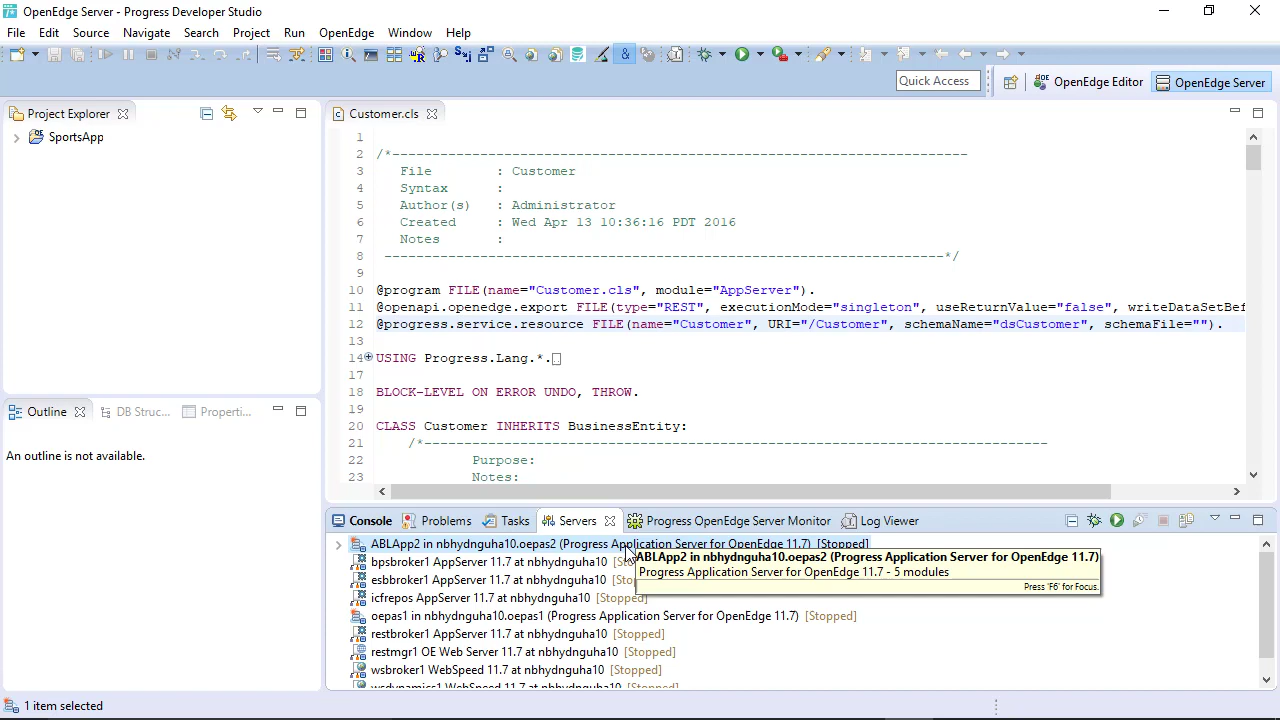 OpenEdge Server - Progress Developer Studio
File Edit Source Navigate Search Project Run OpenEdge Window Help
Quick Access
OpenEdge Editor
OpenEdge Server
Project Explorer
SportsApp
Customer.cls
1
2 /*------------------------------------------------------------------------
3 File : Customer
4 Syntax :
5 Author(s) : Administrator
6 Created : Wed Apr 13 10:36:16 PDT 2016
7 Notes :
8 ----------------------------------------------------------------------*/
9
10 @program FILE(name="Customer.cls", module="AppServer").
11 @openapi.openedge.export FILE(type="REST", executionMode="singleton", useReturnValue="false", writeDataSetBef
12 @progress.service.resource FILE(name="Customer", URI="/Customer", schemaName="dsCustomer", schemaFile="").
13
14 USING Progress.Lang.*.
17
18 BLOCK-LEVEL ON ERROR UNDO, THROW.
19
20 CLASS Customer INHERITS BusinessEntity:
21 /*------------------------------------------------------------------------------
22 Purpose:
23 Notes:
Outline
DB Struc...
Properti...
An outline is not available.
Console Problems Tasks Servers Progress OpenEdge Server Monitor Log Viewer
ABLApp2 in nbhydnguha10.oepas2 (Progress Application Server for OpenEdge 11.7) [Stopped]
ABLApp2 in nbhydnguha10.oepas2 (Progress Application Server for OpenEdge 11.7)
Progress Application Server for OpenEdge 11.7 - 5 modules
Press 'F6' for Focus.
bpsbroker1 AppServer 11.7 at nbhydnguha10 [Sto
esbbroker1 AppServer 11.7 at nbhydnguha10 [Sto
icfrepos AppServer 11.7 at nbhydnguha10 [Stopped]
oepas1 in nbhydnguha10.oepas1 (Progress Application Server for OpenEdge 11.7) [Stopped]
restbroker1 AppServer 11.7 at nbhydnguha10 [Stopped]
restmgr1 OE Web Server 11.7 at nbhydnguha10 [Stopped]
wsbroker1 WebSpeed 11.7 at nbhydnguha10 [Stopped]
wsdynamics1 WebSpeed 11.7 at nbhydnguha10 [Stopped]
1 item selected